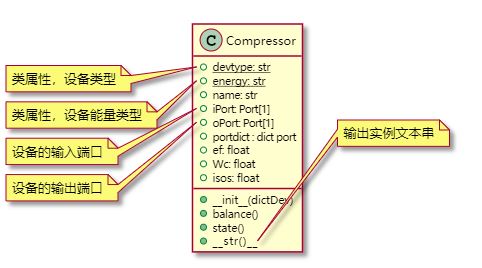 C Compressor
类属性，设备类型
类属性，设备能量类型
设备的输入端口
设备的输出端口
devtype: str
energy: str
name: str
iPort: Port[1]
oPort: Port[1]
portdict : dict port
ef: float
Wc: float
isos: float
__init__(dictDev)
balance()
state()
__str()__
输出实例文本串